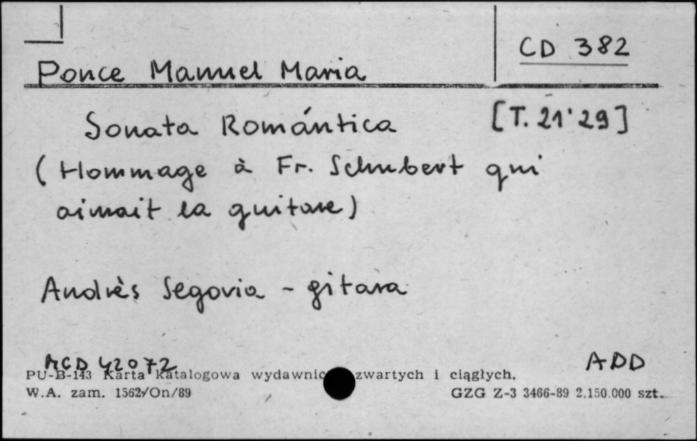 CD 382
Ponce Manuel Maria
Sonata Romántica [T. 21'29]
(Hommage à Fr. Schubert qui
aimait la guitare)
Andrès Segovia - gitara
MCD 42072 ADD
PU-B-143 Karta katalogowa wydawnic zwartych i ciągłych.
W.A. zam. 1562/On/89 GZG Z-3 3466-89 2.150.000 szt.